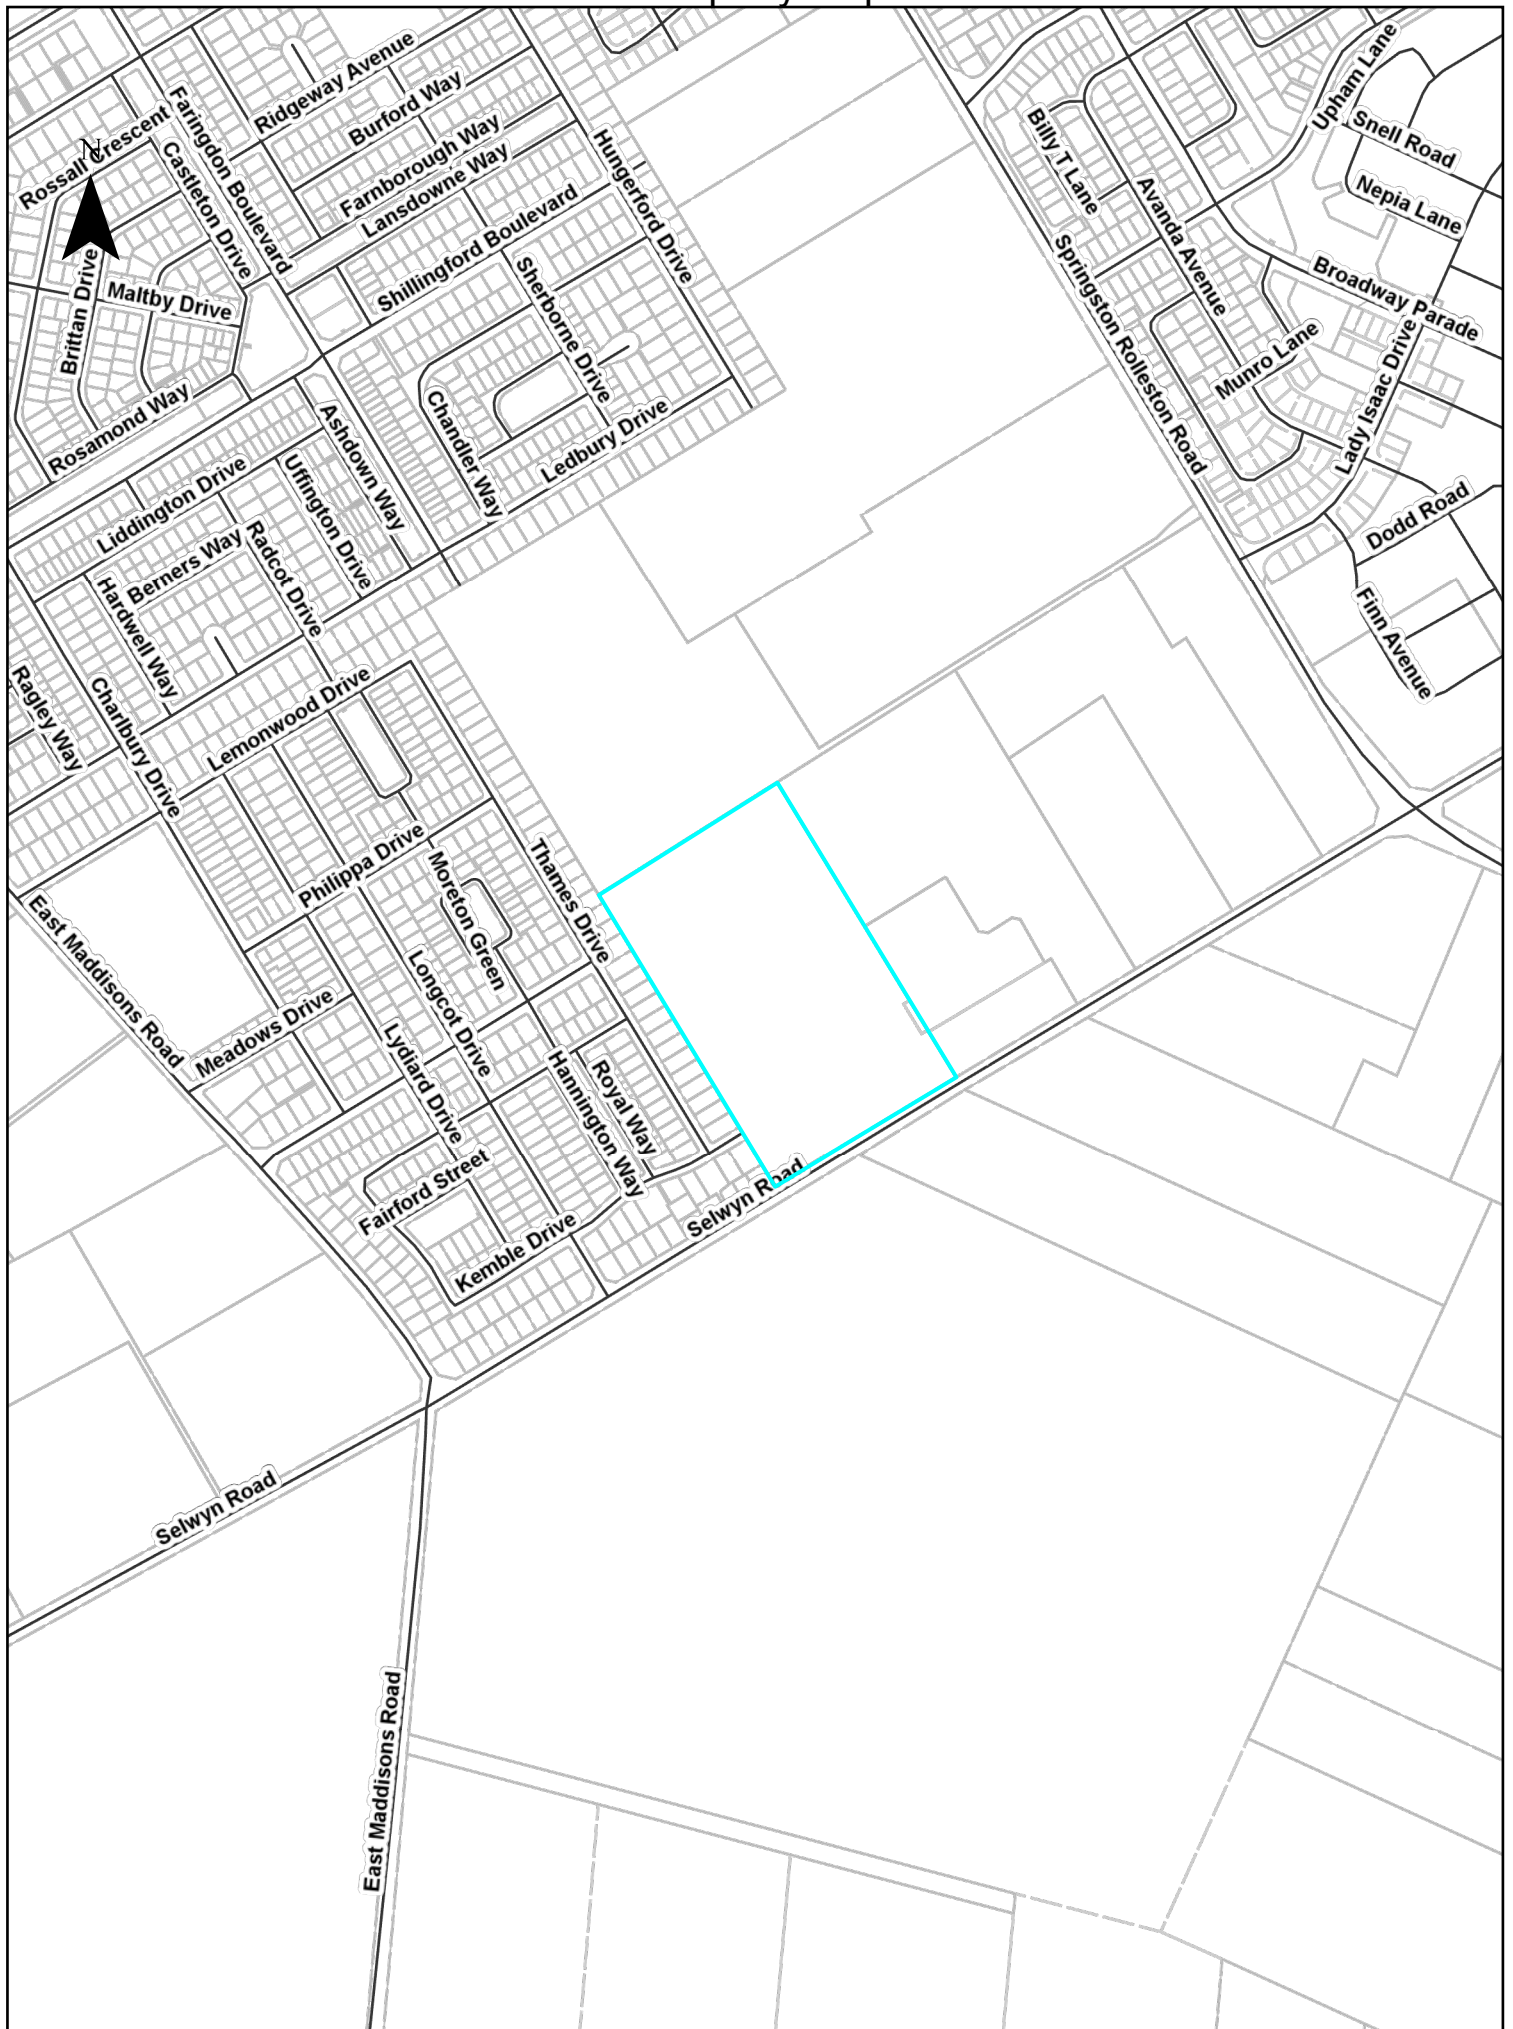 Ridgeway Avenue
Burford Way
Farnborough Way
Lansdowne Way
Shillingford Boulevard
Hungerford Drive
Faringdon Boulevard
Castleton Drive
Rossall Crescent
N
Brittan Drive
Maltby Drive
Rosamond Way
Sherborne Drive
Chandler Way
Ledbury Drive
Ashdown Way
Liddington Drive
Uffington Drive
Berners Way
Radcot Drive
Hardwell Way
Ragley Way
Charlbury Drive
Lemonwood Drive
Philippa Drive
Moreton Green
Thames Drive
East Maddisons Road
Meadows Drive
Longcot Drive
Lydiard Drive
Hannington Way
Royal Way
Fairford Street
Kemble Drive
Selwyn Road
Selwyn Road
East Maddisons Road
Upham Lane
Snell Road
Nepia Lane
Billy T Lane
Avanda Avenue
Springston Rolleston Road
Broadway Parade
Munro Lane
Lady Isaac Drive
Dodd Road
Finn Avenue